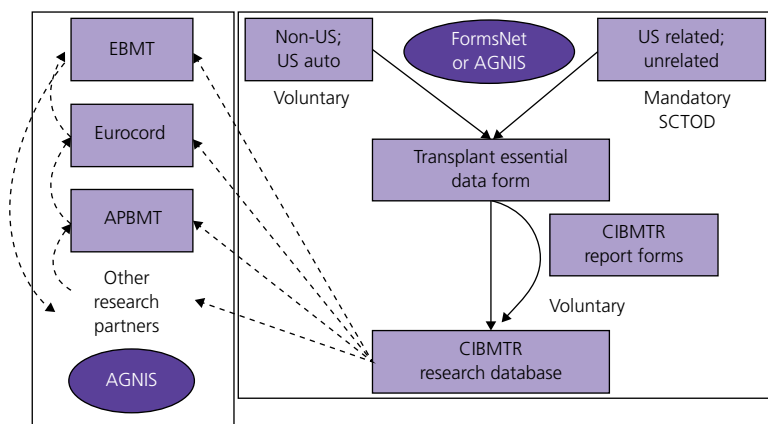 EBMT
Eurocord
APBMT
Other
research
partners
AGNIS
Non-US;
US auto
Voluntary
FormsNet
or AGNIS
US related;
unrelated
Mandatory
SCTOD
Transplant essential
data form
CIBMTR
report forms
Voluntary
CIBMTR
research database